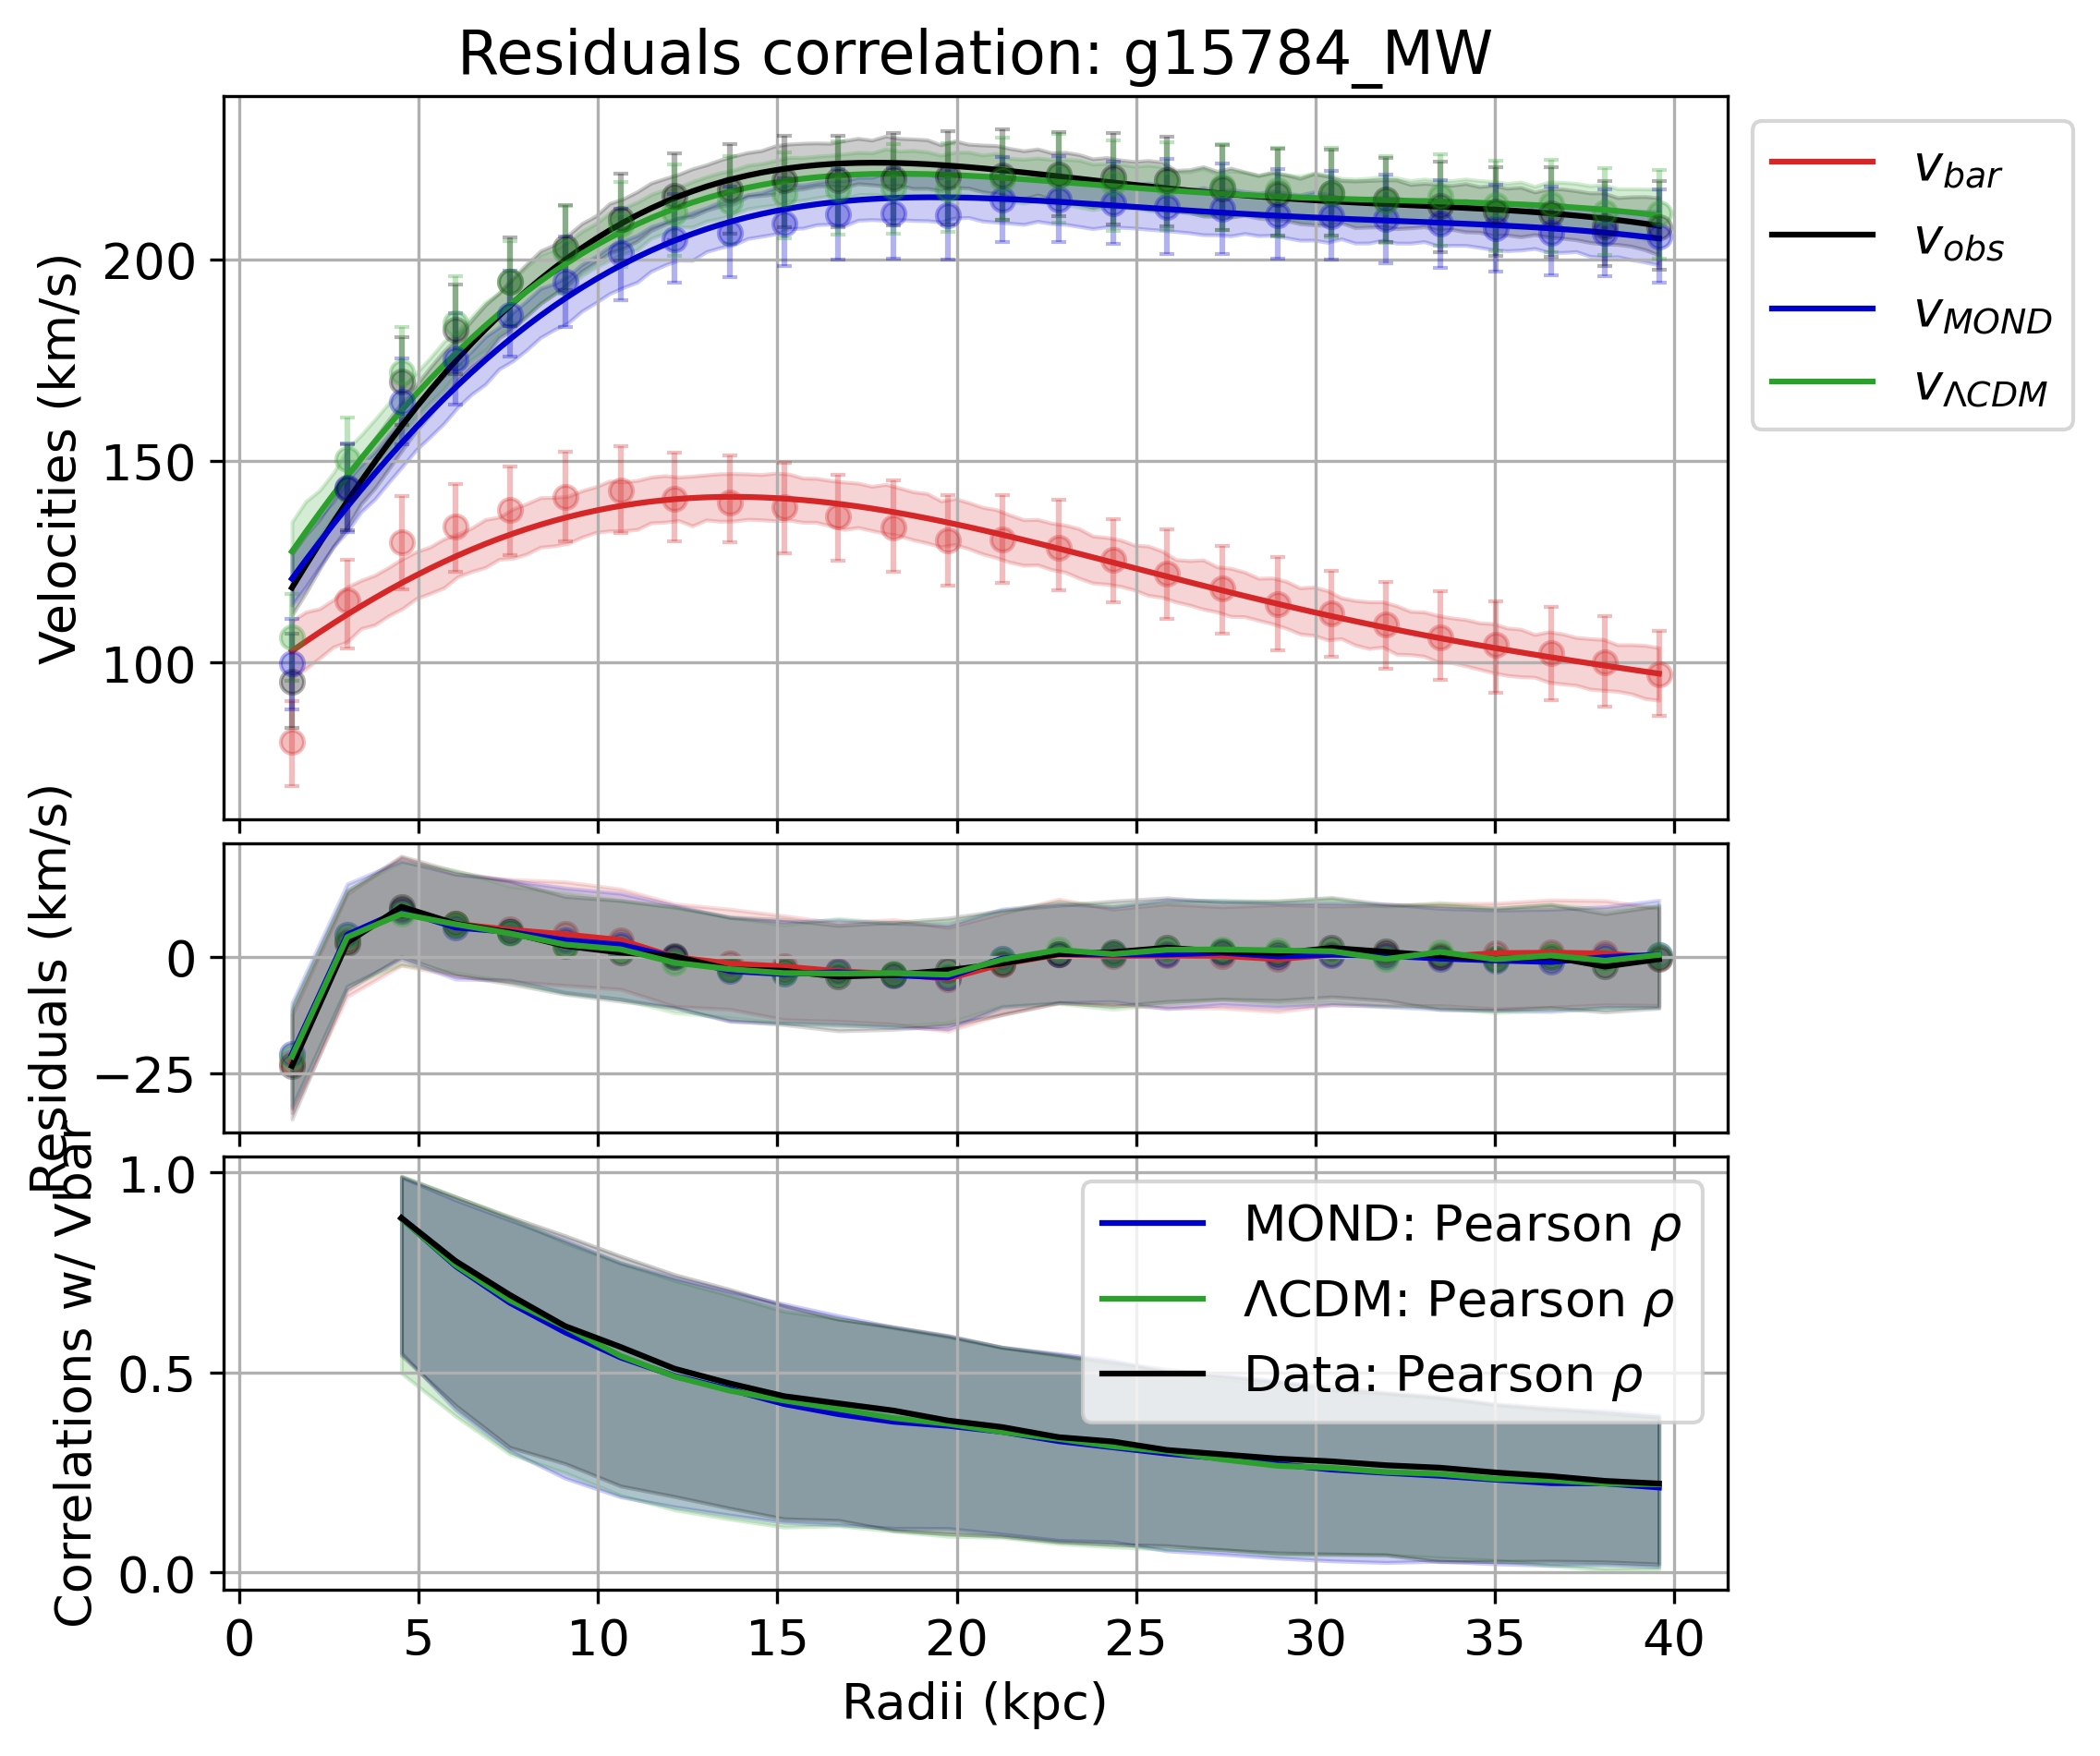 Residuals correlation: g15784_MW
Velocities (km/s)
200
150
100
v_bar
v_obs
v_MOND
v_ΛCDM
Residuals (km/s)
0
−25
Correlations w/ Vbar
1.0
0.5
0.0
MOND: Pearson ρ
ΛCDM: Pearson ρ
Data: Pearson ρ
0 5 10 15 20 25 30 35 40
Radii (kpc)